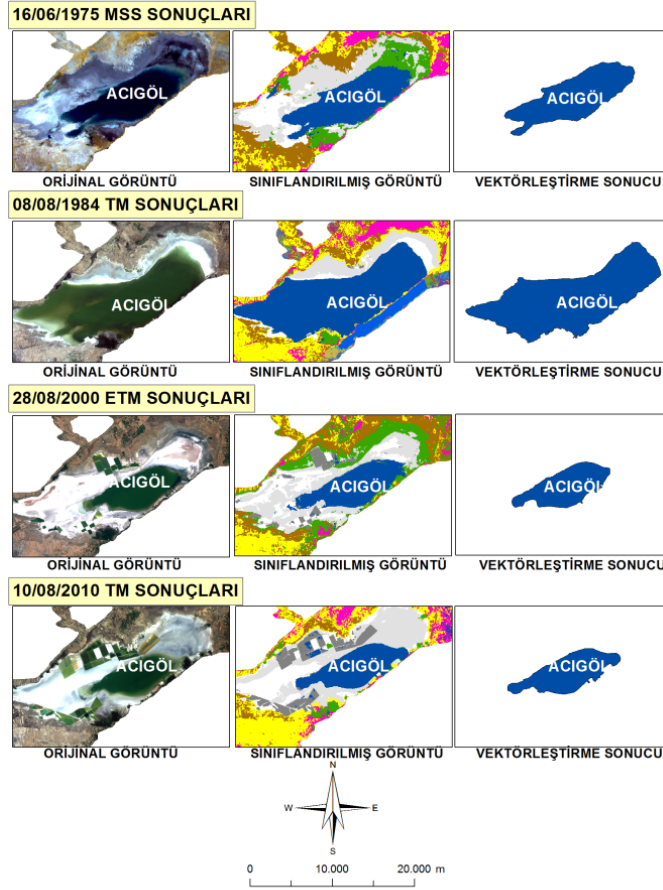 16/06/1975 MSS SONUÇLARI
ACIGÖL
ACIGÖL
ACIGÖL
ORİJİNAL GÖRÜNTÜ
SINIFLANDIRILMIŞ GÖRÜNTÜ
VEKTÖRLEŞTİRME SONUCU
08/08/1984 TM SONUÇLARI
ACIGÖL
ACIGÖL
ACIGÖL
ORİJİNAL GÖRÜNTÜ
SINIFLANDIRILMIŞ GÖRÜNTÜ
VEKTÖRLEŞTİRME SONUCU
28/08/2000 ETM SONUÇLARI
ACIGÖL
ACIGÖL
ACIGÖL
ORİJİNAL GÖRÜNTÜ
SINIFLANDIRILMIŞ GÖRÜNTÜ
VEKTÖRLEŞTİRME SONUCU
10/08/2010 TM SONUÇLARI
ACIGÖL
ACIGÖL
ACIGÖL
ORİJİNAL GÖRÜNTÜ
SINIFLANDIRILMIŞ GÖRÜNTÜ
VEKTÖRLEŞTİRME SONUCU
N
W E
S
0 10.000 20.000 m